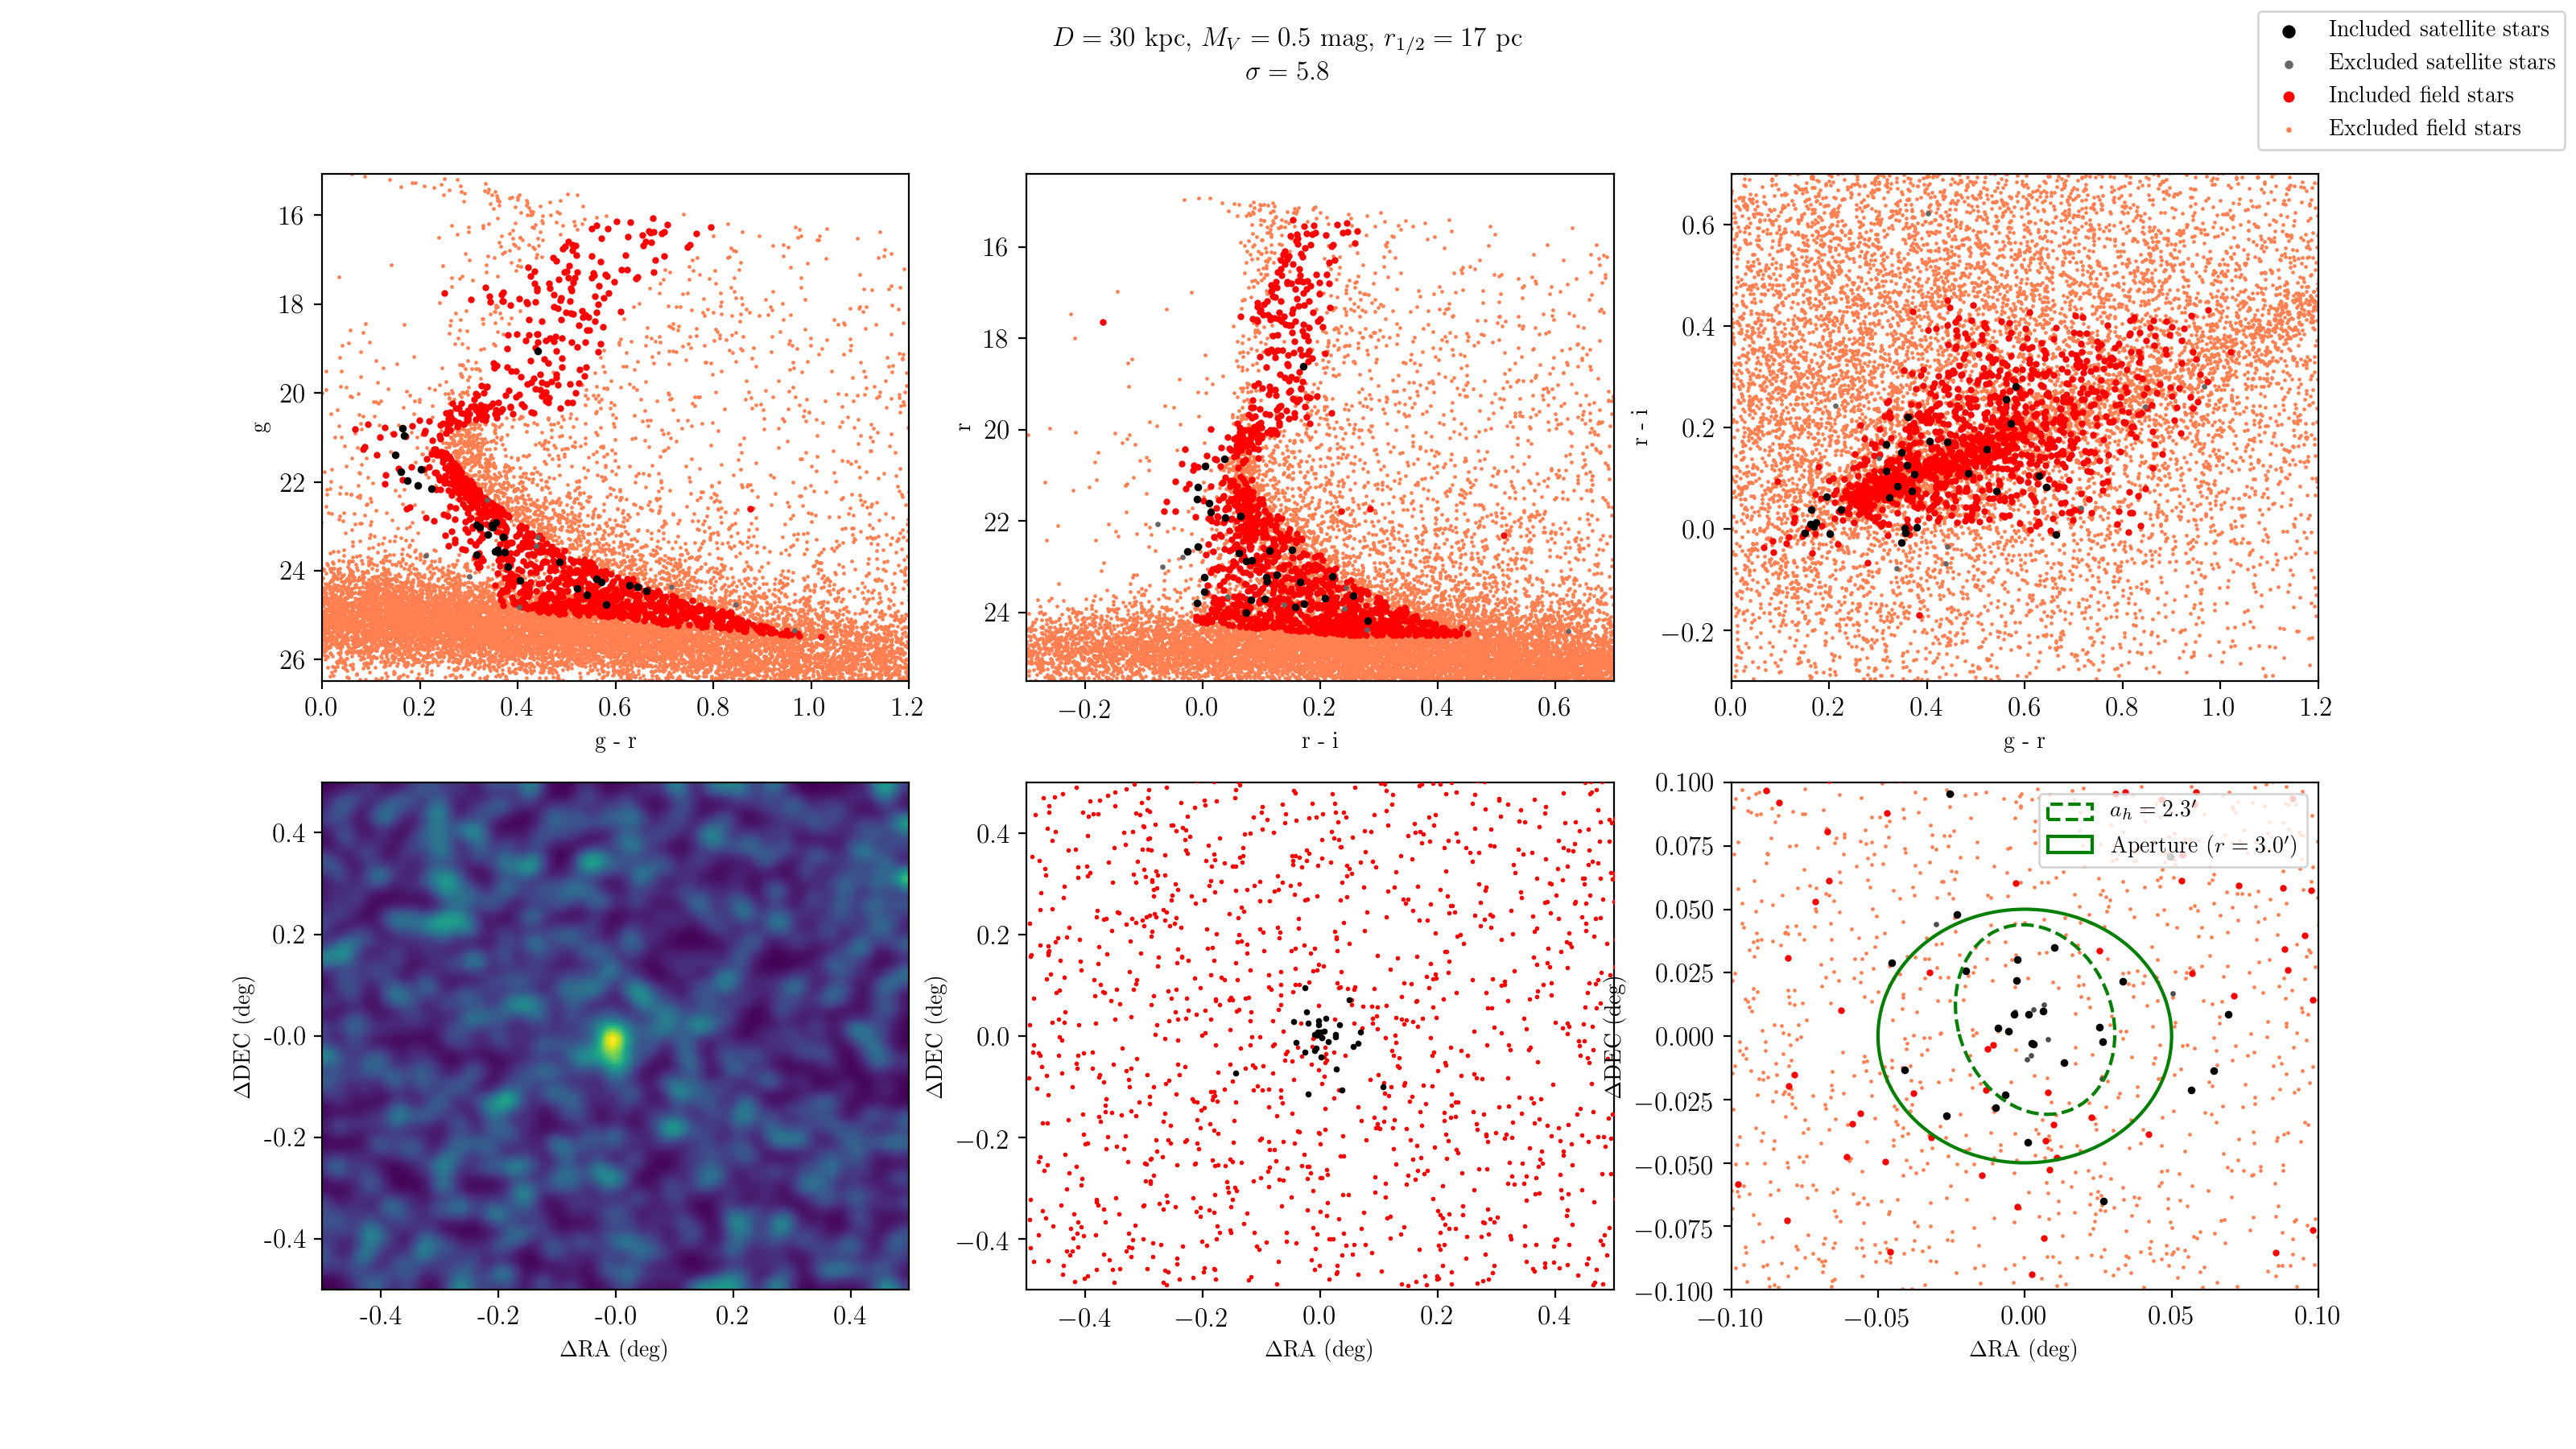 D = 30 kpc, M_V = 0.5 mag, r_{1/2} = 17 pc
σ = 5.8
Included satellite stars
Excluded satellite stars
Included field stars
Excluded field stars
16
18
20
22
24
26
g
0.0 0.2 0.4 0.6 0.8 1.0 1.2
g - r
16
18
20
22
24
r
−0.2 0.0 0.2 0.4 0.6
r - i
0.6
0.4
0.2
0.0
−0.2
r - i
0.0 0.2 0.4 0.6 0.8 1.0 1.2
g - r
0.4
0.2
-0.0
-0.2
-0.4
ΔDEC (deg)
-0.4 -0.2 -0.0 0.2 0.4
ΔRA (deg)
0.4
0.2
0.0
−0.2
−0.4
ΔDEC (deg)
−0.4 −0.2 0.0 0.2 0.4
ΔRA (deg)
a_h = 2.3′
Aperture (r = 3.0′)
0.100
0.075
0.050
0.025
0.000
−0.025
−0.050
−0.075
−0.100
ΔDEC (deg)
−0.10 −0.05 0.00 0.05 0.10
ΔRA (deg)